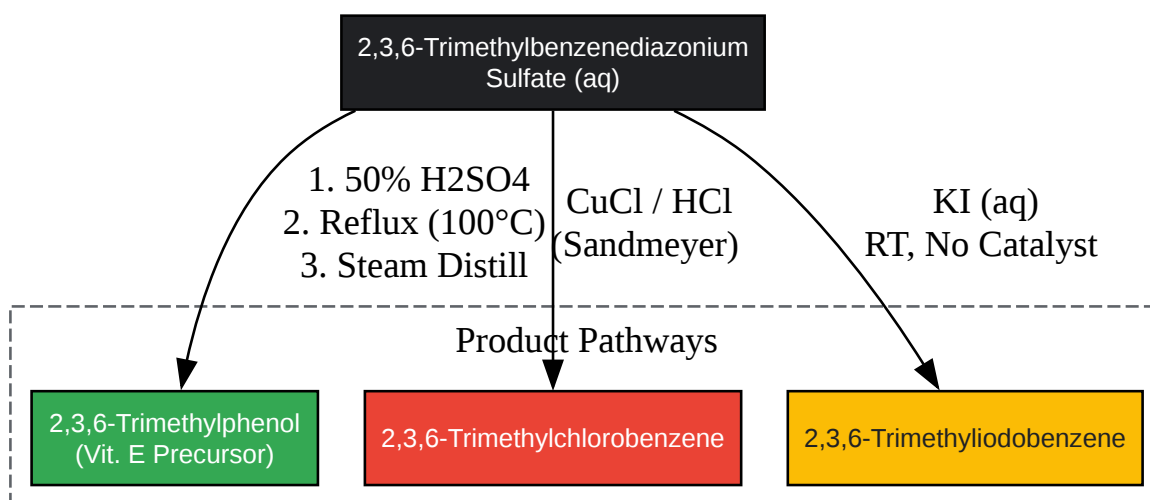 2,3,6-Trimethylbenzenediazonium
Sulfate (aq)
1. 50% H2SO4
2. Reflux (100°C)
3. Steam Distill
CuCl / HCl
(Sandmeyer)
KI (aq)
RT, No Catalyst
Product Pathways
2,3,6-Trimethylphenol
(Vit. E Precursor)
2,3,6-Trimethylchlorobenzene
2,3,6-Trimethyliodobenzene